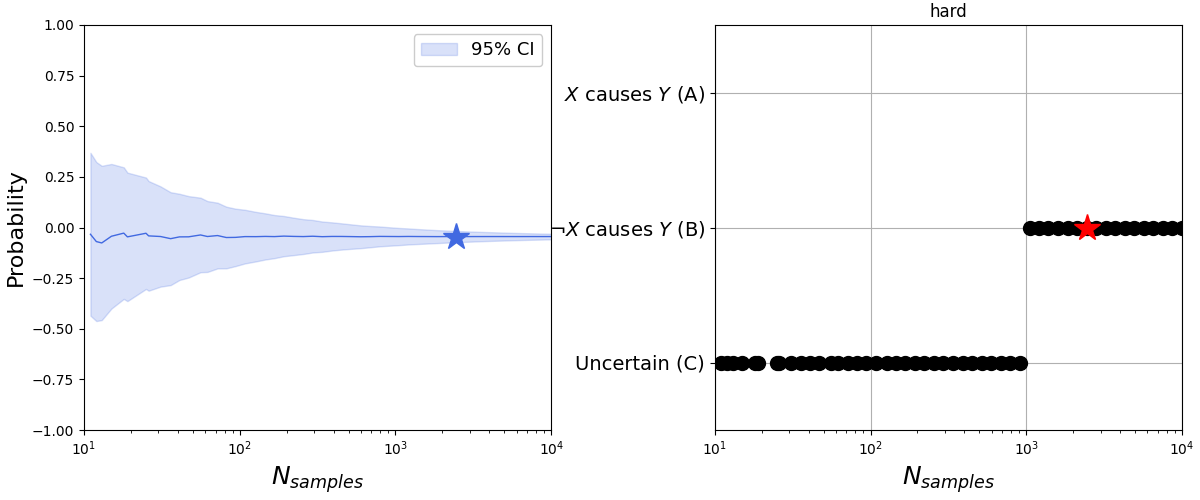 hard
1.00
0.75
0.50
0.25
0.00
−0.25
−0.50
−0.75
−1.00
Probability
95% CI
10¹ 10² 10³ 10⁴
N_samples
X causes Y (A)
¬X causes Y (B)
Uncertain (C)
10¹ 10² 10³ 10⁴
N_samples